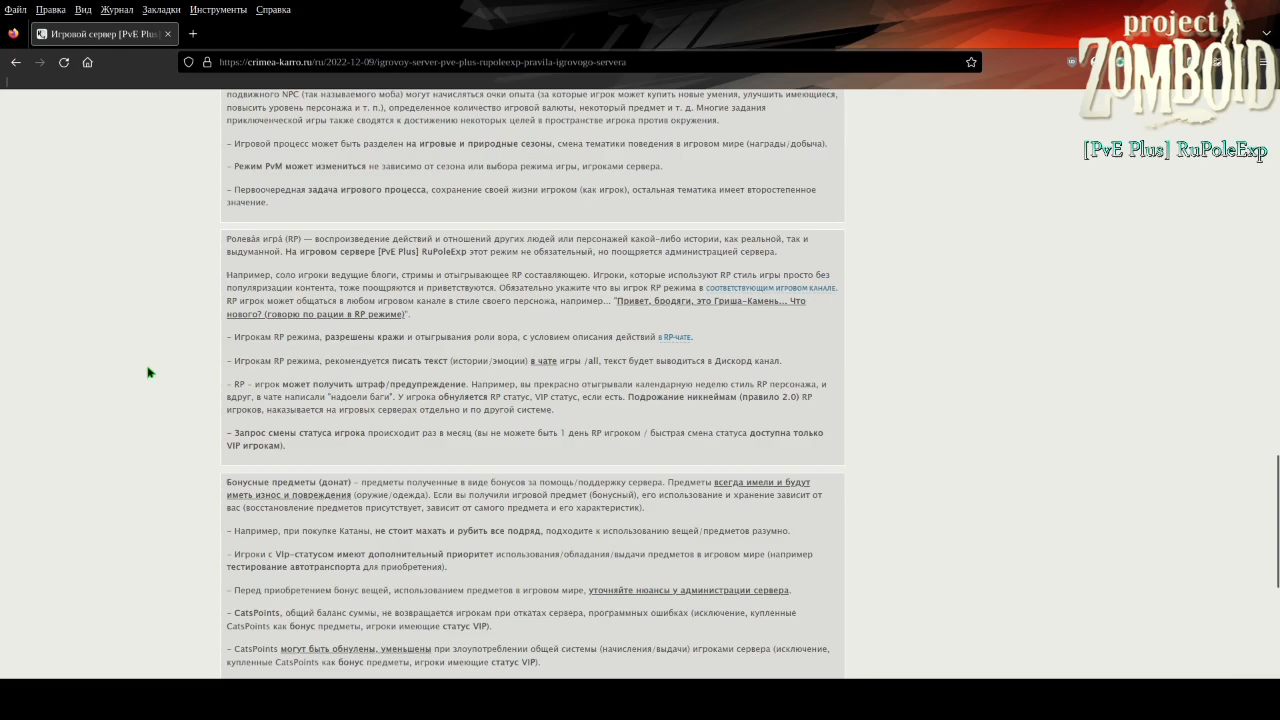 Файл Правка Вид Журнал Закладки Инструменты Справка
Игровой сервер [PvE Plus]
https://crimea-karro.ru/ru/2022-12-09/igrovoy-server-pve-plus-rupoleexp-pravila-igrovogo-servera
project
ZOMBOID
[PvE Plus] RuPoleExp
подвижного NPC (так называемого моба) могут начисляться очки опыта (за которые игрок может купить новые умения, улучшить имеющиеся,
повысить уровень персонажа и т. п.), определенное количество игровой валюты, некоторый предмет и т. д. Многие задания
приключенческой игры также сводятся к достижению некоторых целей в пространстве игрока против окружения.
– Игровой процесс может быть разделен на игровые и природные сезоны, смена тематики поведения в игровом мире (награды/добыча).
– Режим PvM может измениться не зависимо от сезона или выбора режима игры, игроками сервера.
– Первоочередная задача игрового процесса, сохранение своей жизни игроком (как игрок), остальная тематика имеет второстепенное
значение.
Ролева́я игра́ (RP) — воспроизведение действий и отношений других людей или персонажей какой-либо истории, как реальной, так и
выдуманной. На игровом сервере [PvE Plus] RuPoleExp этот режим не обязательный, но поощряется администрацией сервера.
Например, соло игроки ведущие блоги, стримы и отыгрывающее RP составляющею. Игроки, которые используют RP стиль игры просто без
популяризации контента, тоже поощряются и приветствуются. Обязательно укажите что вы игрок RP режима в СООТВЕТСТВУЮЩИМ ИГРОВОМ КАНАЛЕ.
RP игрок может общаться в любом игровом канале в стиле своего персножа, например... "Привет, бродяги, это Гриша-Камень... Что
нового? (говорю по рации в RP режиме)".
– Игрокам RP режима, разрешены кражи и отыгрывания роли вора, с условием описания действий в RP-ЧАТЕ.
– Игрокам RP режима, рекомендуется писать текст (истории/эмоции) в чате игры /all, текст будет выводиться в Дискорд канал.
– RP - игрок может получить штраф/предупреждение. Например, вы прекрасно отыгрывали календарную неделю стиль RP персонажа, и
вдруг, в чате написали "надоели баги". У игрока обнуляется RP статус, VIP статус, если есть. Подрожание никнеймам (правило 2.0) RP
игроков, наказывается на игровых серверах отдельно и по другой системе.
– Запрос смены статуса игрока происходит раз в месяц (вы не можете быть 1 день RP игроком / быстрая смена статуса доступна только
VIP игрокам).
Бонусные предметы (донат) – предметы полученные в виде бонусов за помощь/поддержку сервера. Предметы всегда имели и будут
иметь износ и повреждения (оружие/одежда). Если вы получили игровой предмет (бонусный), его использование и хранение зависит от
вас (восстановление предметов присутствует, зависит от самого предмета и его характеристик).
– Например, при покупке Катаны, не стоит махать и рубить все подряд, подходите к использованию вещей/предметов разумно.
– Игроки с VIp-статусом имеют дополнительный приоритет использования/обладания/выдачи предметов в игровом мире (например
тестирование автотранспорта для приобретения).
– Перед приобретением бонус вещей, использованием предметов в игровом мире, уточняйте нюансы у администрации сервера.
– CatsPoints, общий баланс суммы, не возвращается игрокам при откатах сервера, програмных ошибках (исключение, купленные
CatsPoints как бонус предметы, игроки имеющие статус VIP).
– CatsPoints могут быть обнулены, уменьшены при злоупотреблении общей системы (начисления/выдачи) игроками сервера (исключение,
купленные CatsPoints как бонус предметы, игроки имеющие статус VIP).